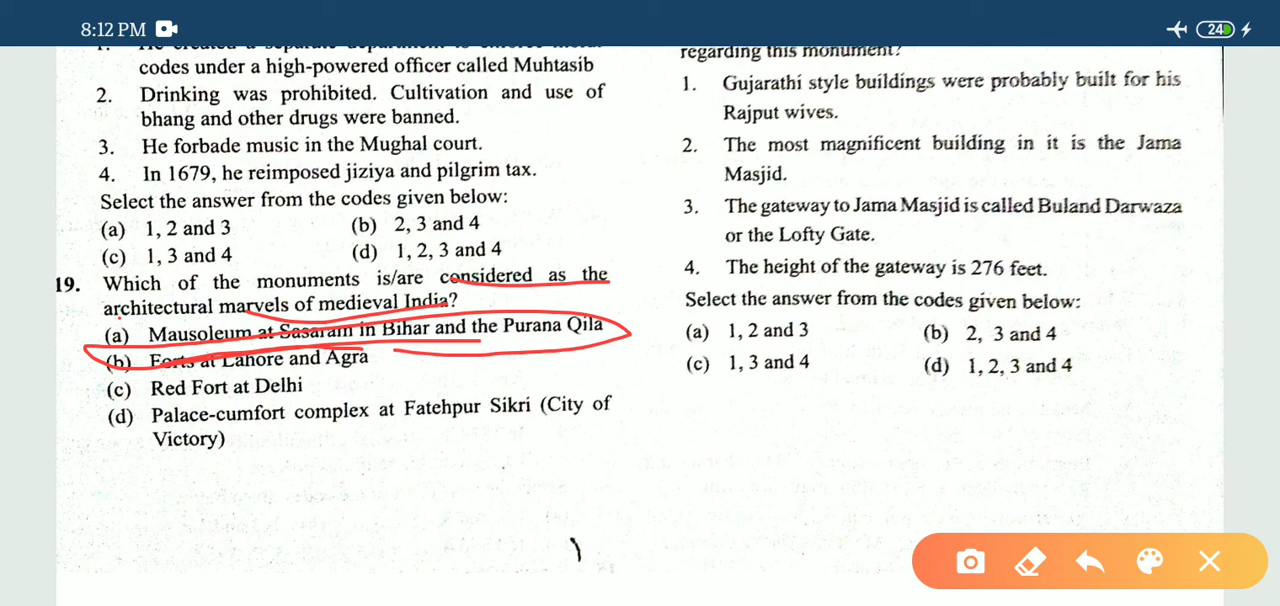 8:12 PM
24
1. He created a separate department to enforce moral
codes under a high-powered officer called Muhtasib
2. Drinking was prohibited. Cultivation and use of
bhang and other drugs were banned.
3. He forbade music in the Mughal court.
4. In 1679, he reimposed jiziya and pilgrim tax.
Select the answer from the codes given below:
(a) 1, 2 and 3 (b) 2, 3 and 4
(c) 1, 3 and 4 (d) 1, 2, 3 and 4
19. Which of the monuments is/are considered as the
architectural marvels of medieval India?
(a) Mausoleum at Sasaram in Bihar and the Purana Qila
(b) Forts at Lahore and Agra
(c) Red Fort at Delhi
(d) Palace-cumfort complex at Fatehpur Sikri (City of
Victory)
regarding this monument?
1. Gujarathi style buildings were probably built for his
Rajput wives.
2. The most magnificent building in it is the Jama
Masjid.
3. The gateway to Jama Masjid is called Buland Darwaza
or the Lofty Gate.
4. The height of the gateway is 276 feet.
Select the answer from the codes given below:
(a) 1, 2 and 3 (b) 2, 3 and 4
(c) 1, 3 and 4 (d) 1, 2, 3 and 4